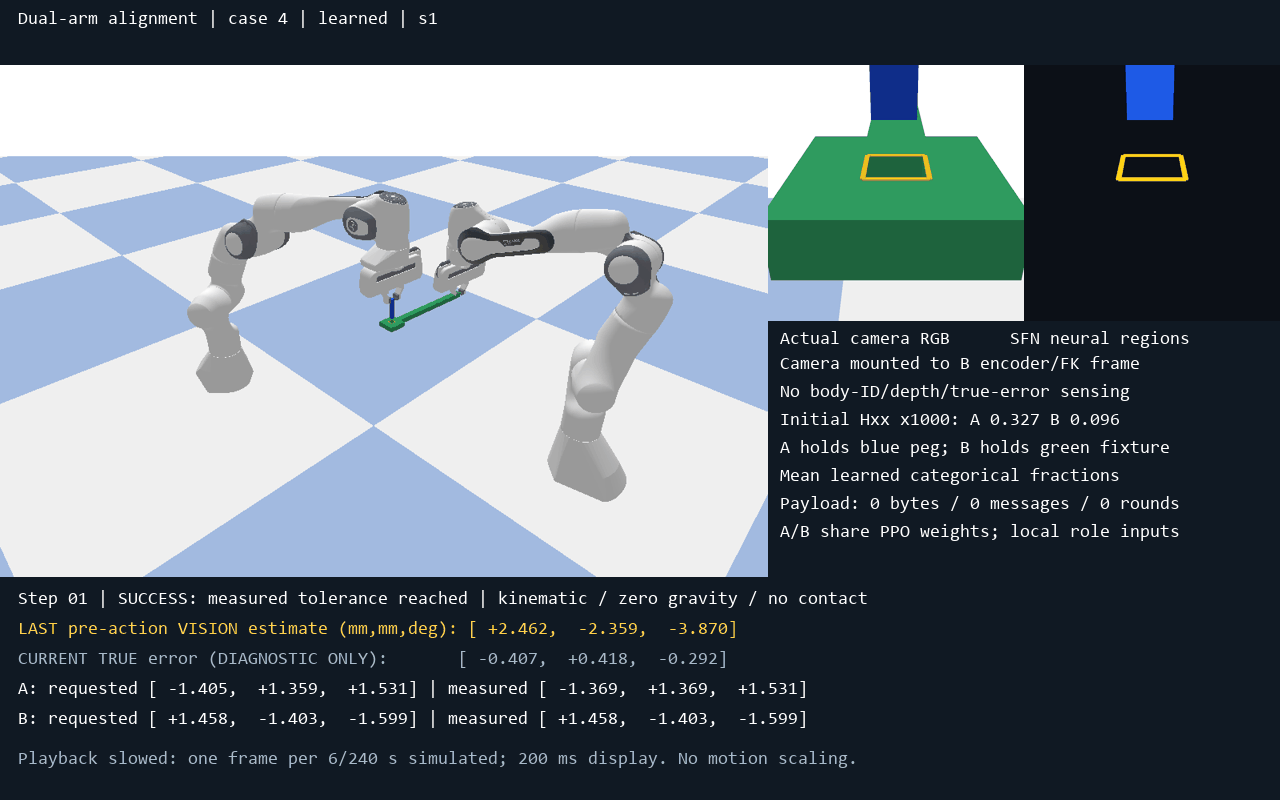 Dual-arm alignment | case 4 | learned | s1
Actual camera RGB SFN neural regions
Camera mounted to B encoder/FK frame
No body-ID/depth/true-error sensing
Initial Hxx x1000: A 0.327 B 0.096
A holds blue peg; B holds green fixture
Mean learned categorical fractions
Payload: 0 bytes / 0 messages / 0 rounds
A/B share PPO weights; local role inputs
Step 01 | SUCCESS: measured tolerance reached | kinematic / zero gravity / no contact
LAST pre-action VISION estimate (mm,mm,deg): [ +2.462, -2.359, -3.870]
CURRENT TRUE error (DIAGNOSTIC ONLY): [ -0.407, +0.418, -0.292]
A: requested [ -1.405, +1.359, +1.531] | measured [ -1.369, +1.369, +1.531]
B: requested [ +1.458, -1.403, -1.599] | measured [ +1.458, -1.403, -1.599]
Playback slowed: one frame per 6/240 s simulated; 200 ms display. No motion scaling.